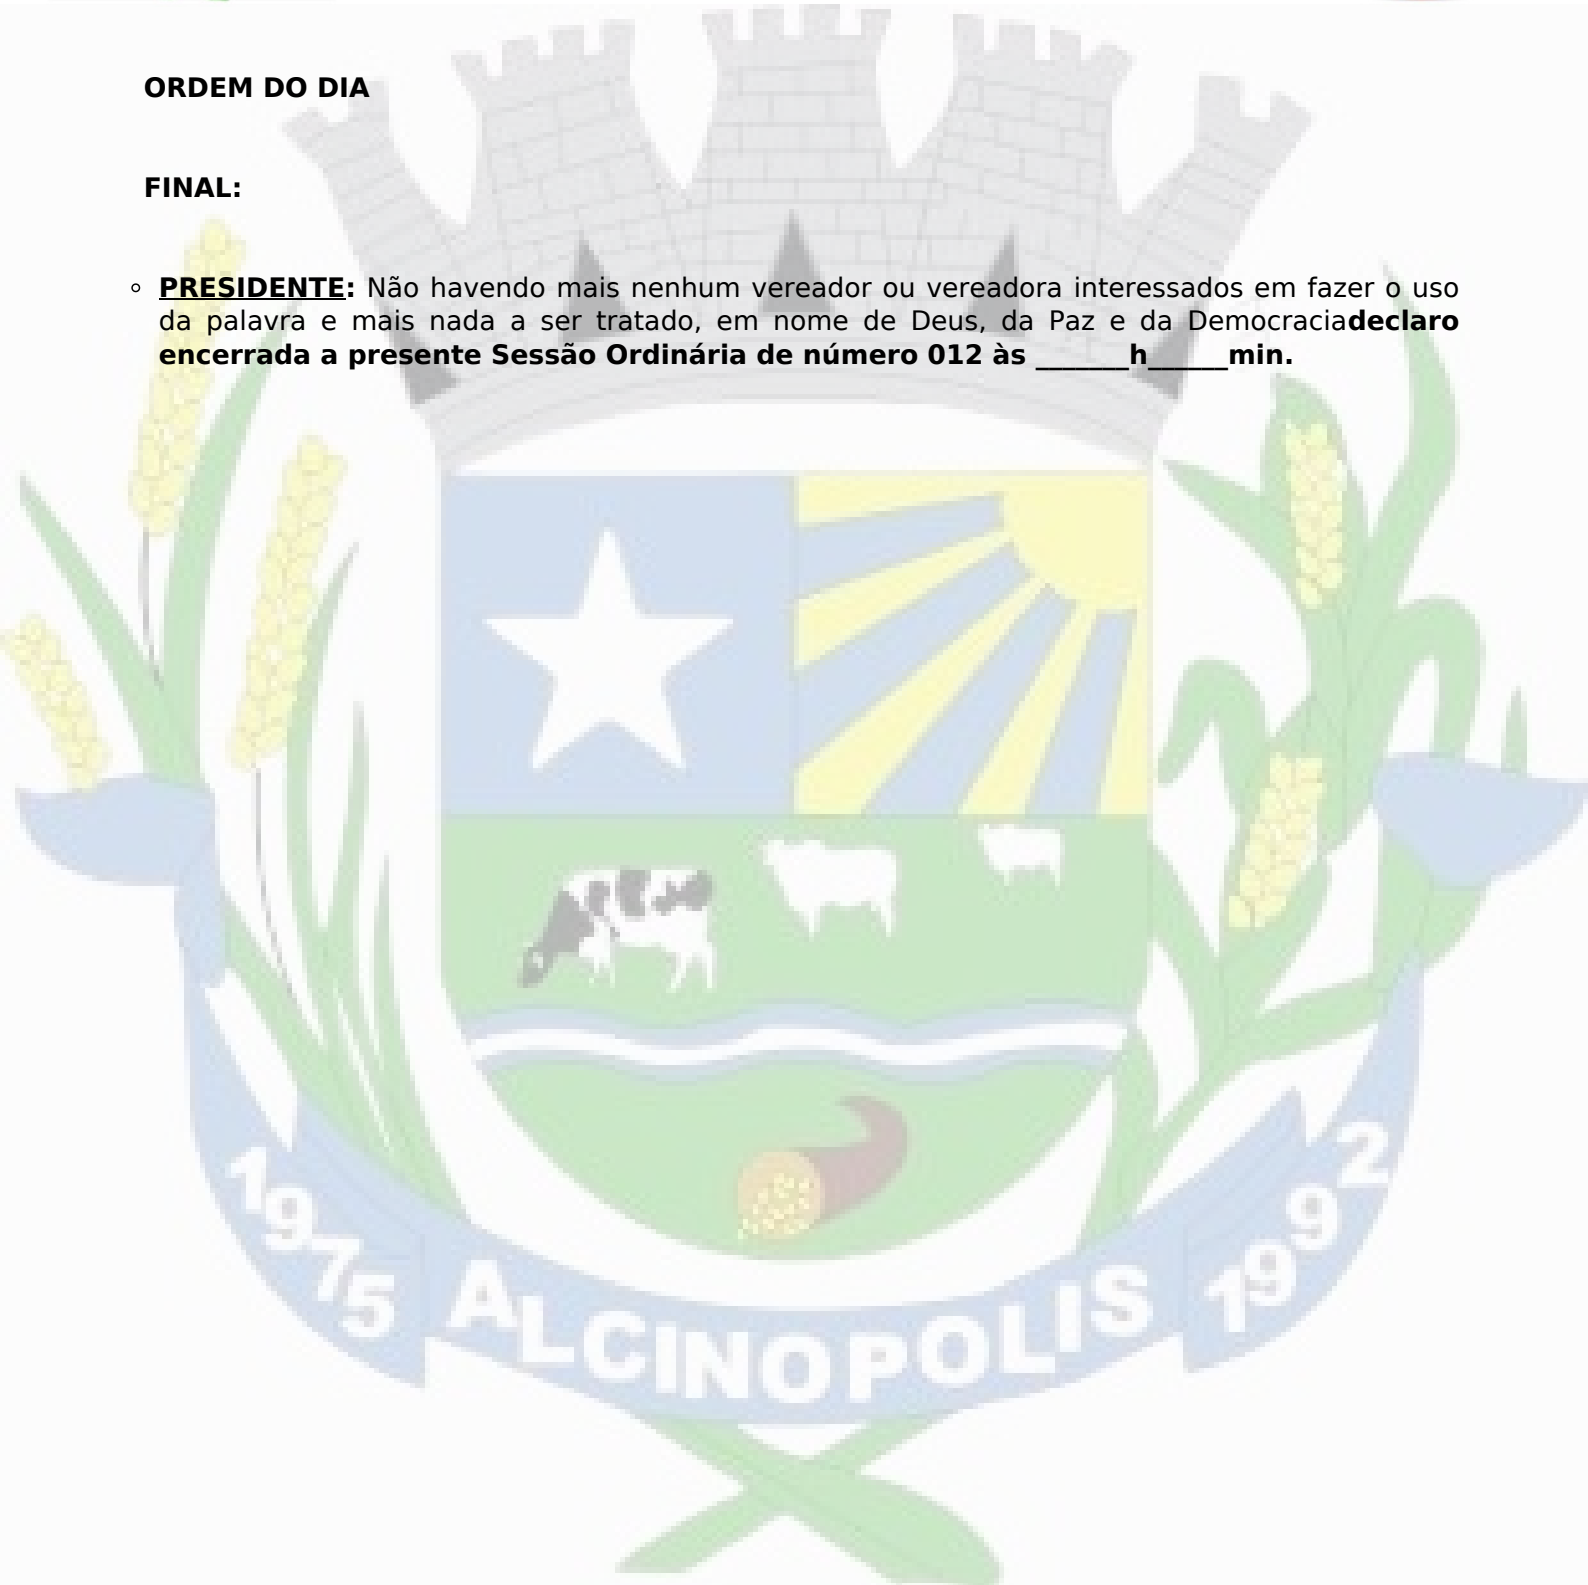 ORDEM DO DIA
FINAL:
◦ PRESIDENTE: Não havendo mais nenhum vereador ou vereadora interessados em fazer o uso
da palavra e mais nada a ser tratado, em nome de Deus, da Paz e da Democraciadeclaro
encerrada a presente Sessão Ordinária de número 012 às _______h______min.
1975 ALCINOPOLIS 1992